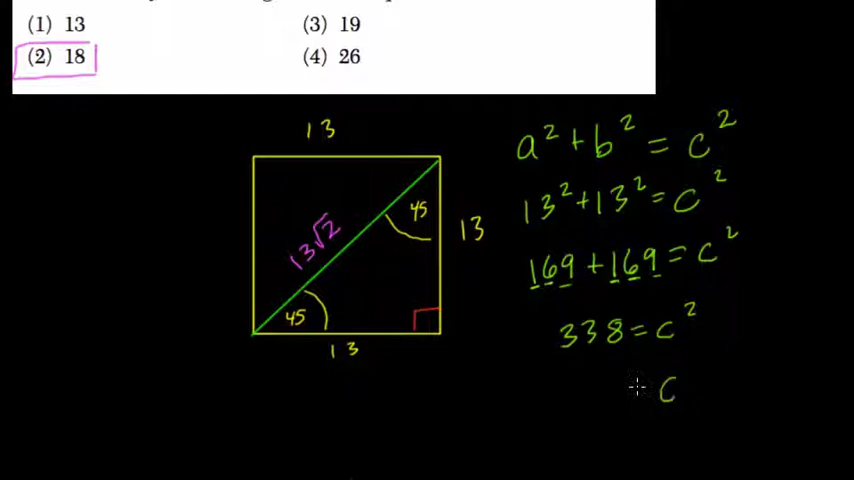 (1) 13 (3) 19
(2) 18 (4) 26
13
a² + b² = c²
13² + 13² = c²
45
13√2
13
169 + 169 = c²
45
338 = c²
13
c